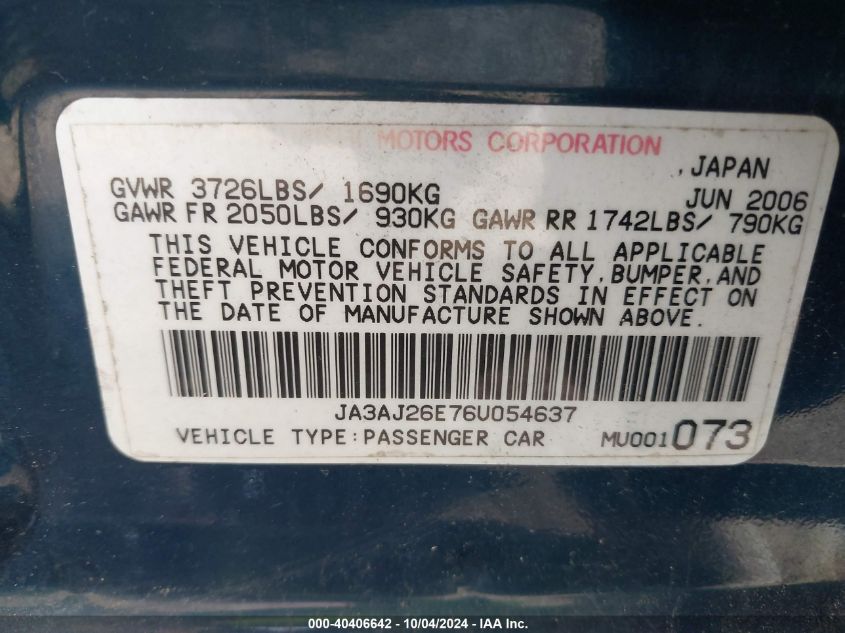 MOTORS CORPORATION
, JAPAN
GVWR 3726LBS/ 1690KG JUN 2006
GAWR FR 2050LBS/ 930KG GAWR RR 1742LBS/ 790KG
THIS VEHICLE CONFORMS TO ALL APPLICABLE
FEDERAL MOTOR VEHICLE SAFETY, BUMPER, AND
THEFT PREVENTION STANDARDS IN EFFECT ON
THE DATE OF MANUFACTURE SHOWN ABOVE.
JA3AJ26E76U054637
VEHICLE TYPE:PASSENGER CAR MU001073
000-40406642 - 10/04/2024 - IAA Inc.